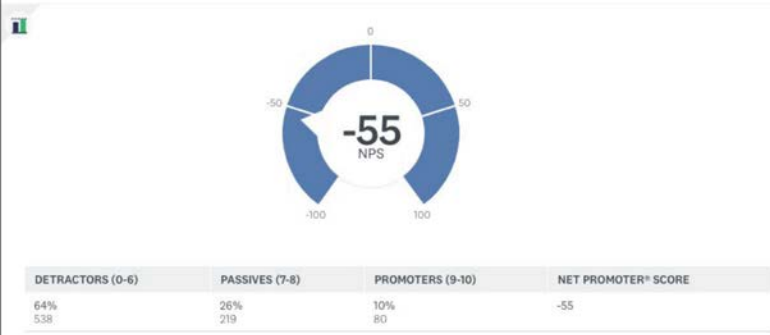 0
-50
50
-55
NPS
-100
100
DETRACTORS (0-6) PASSIVES (7-8) PROMOTERS (9-10) NET PROMOTER® SCORE
64% 26% 10% -55
538 219 80